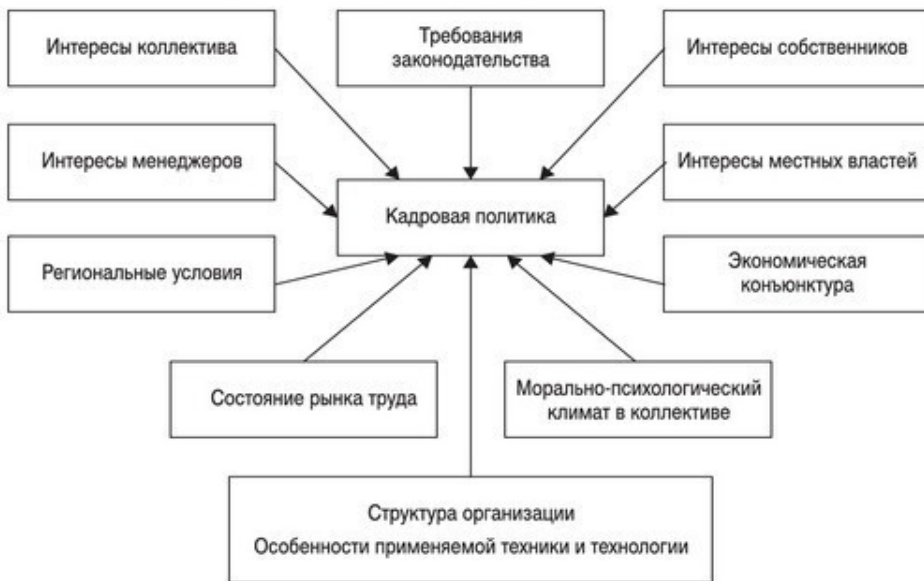 Интересы коллектива
Требования
законодательства
Интересы собственников
Интересы менеджеров
Интересы местных властей
Кадровая политика
Региональные условия
Экономическая
конъюнктура
Состояние рынка труда
Морально-психологический
климат в коллективе
Структура организации
Особенности применяемой техники и технологии